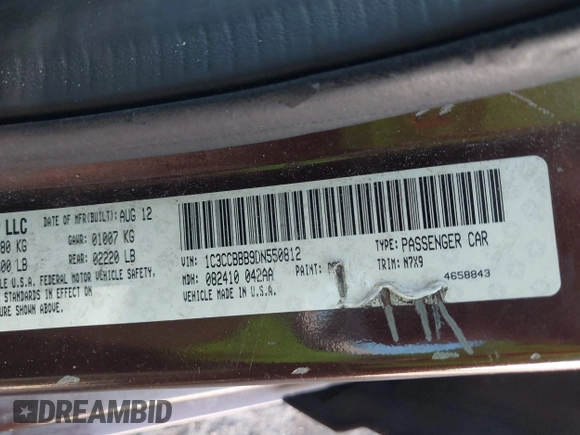 LLC DATE OF MFR(BUILT): AUG 12
80 KG GAWR: 01007 KG
00 LB REAR: 02220 LB
U.S.A. FEDERAL MOTOR VEHICLE SAFETY,
STANDARDS IN EFFECT ON
URE SHOWN ABOVE.
VIN: 1C3CCBBB9DN550812
MDH: 082410 042AA PAINT:
VEHICLE MADE IN U.S.A.
TYPE: PASSENGER CAR
TRIM: N7X9
4658843
DREAMBID